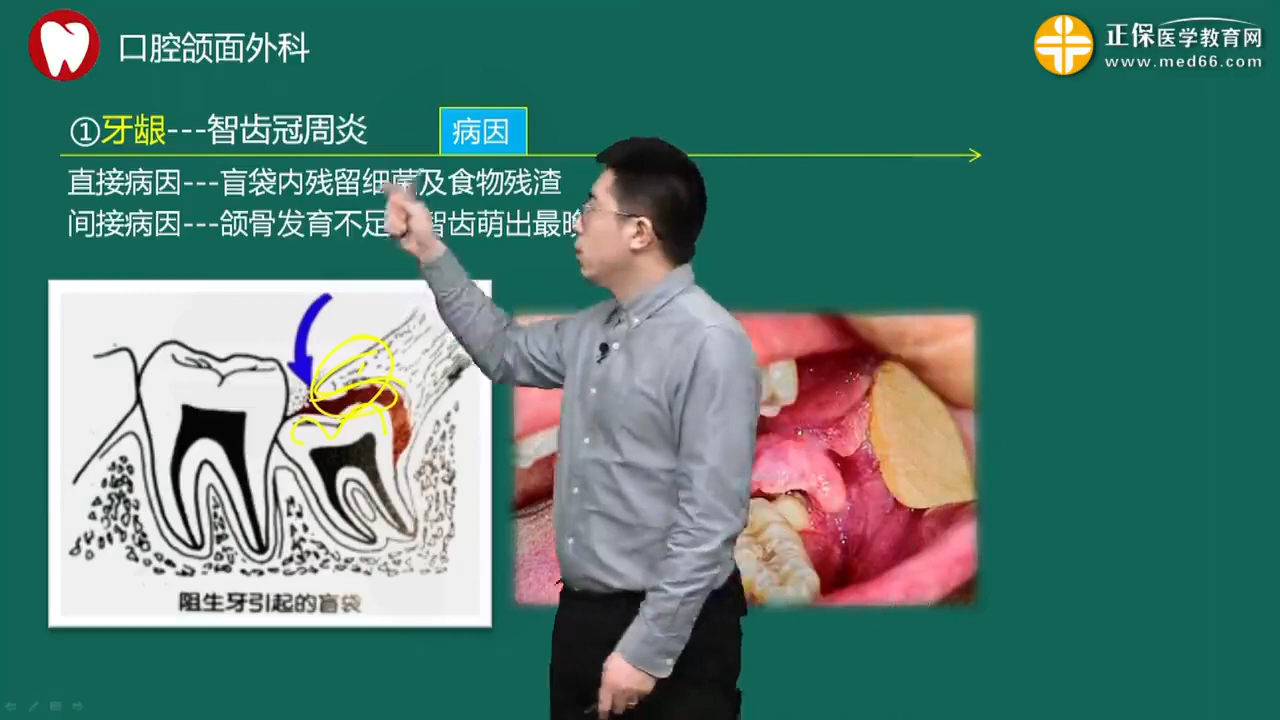 口腔颌面外科
正保医学教育网
www.med66.com
①牙龈---智齿冠周炎
病因
直接病因---盲袋内残留细菌及食物残渣
间接病因---颌骨发育不足 智齿萌出最晚
阻生牙引起的盲袋